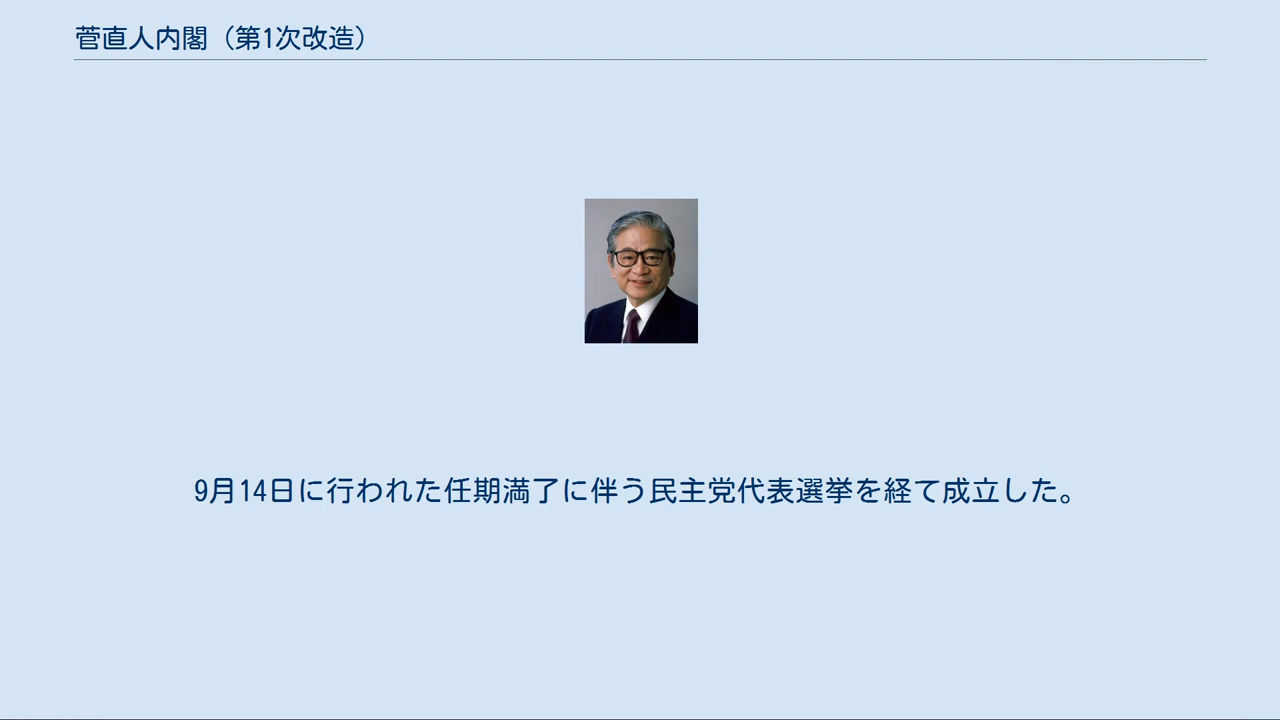 菅直人内閣（第1次改造）
9月14日に行われた任期満了に伴う民主党代表選挙を経て成立した。